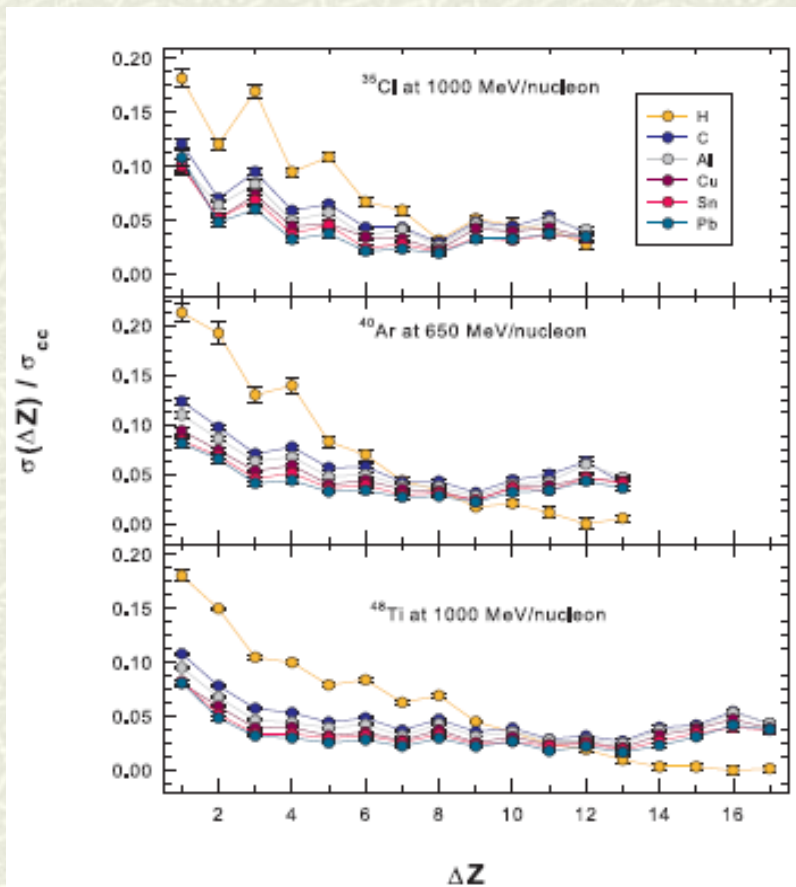 ³⁵Cl at 1000 MeV/nucleon
H
C
Al
Cu
Sn
Pb
0.20
0.15
0.10
0.05
0.00
⁴⁰Ar at 650 MeV/nucleon
0.20
0.15
0.10
0.05
0.00
⁴⁸Ti at 1000 MeV/nucleon
0.20
0.15
0.10
0.05
0.00
2 4 6 8 10 12 14 16
σ(ΔZ) / σcc
ΔZ